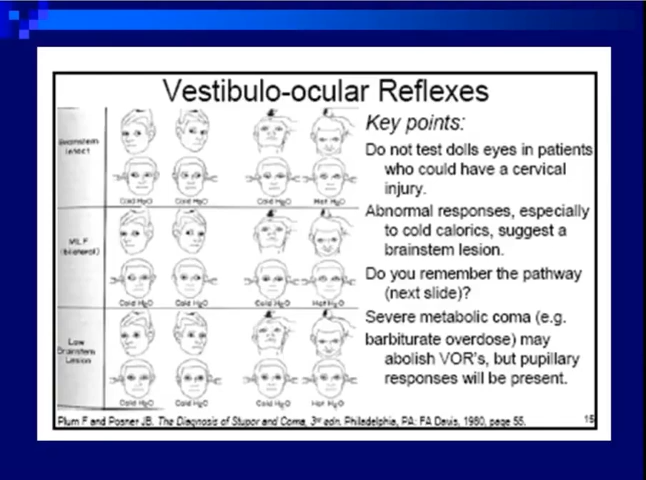 Vestibulo-ocular Reflexes
Brainstem
Intact
Cold H₂O
Cold H₂O
Cold H₂O
Hot H₂O
MLF
(bilateral)
Cold H₂O
Cold H₂O
Cold H₂O
Hot H₂O
Low
Brainstem
Lesion
Cold H₂O
Cold H₂O
Cold H₂O
Hot H₂O
Key points:
Do not test dolls eyes in patients
who could have a cervical
injury.
Abnormal responses, especially
to cold calorics, suggest a
brainstem lesion.
Do you remember the pathway
(next slide)?
Severe metabolic coma (e.g.
barbiturate overdose) may
abolish VOR's, but pupillary
responses will be present.
Plum F and Posner JB. The Diagnosis of Stupor and Coma, 3rd edn. Philadelphia, PA: FA Davis, 1980, page 55.
15